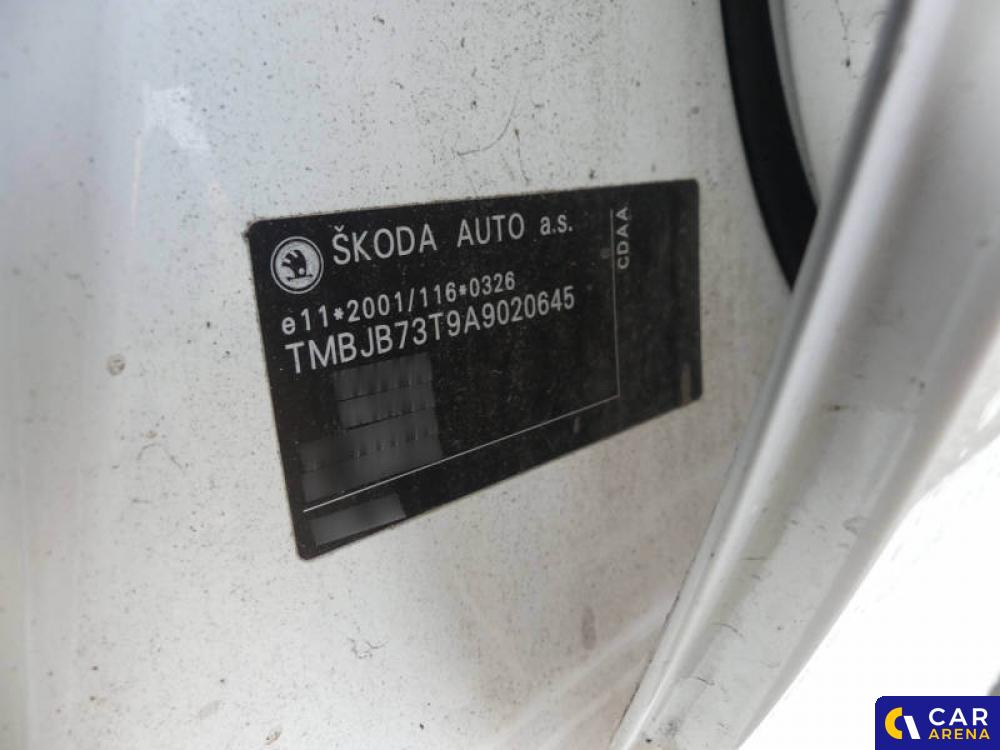 ŠKODA AUTO a.s.
e11*2001/116*0326
TMBJB73T9A9020645
CDAA
CAR
ARENA